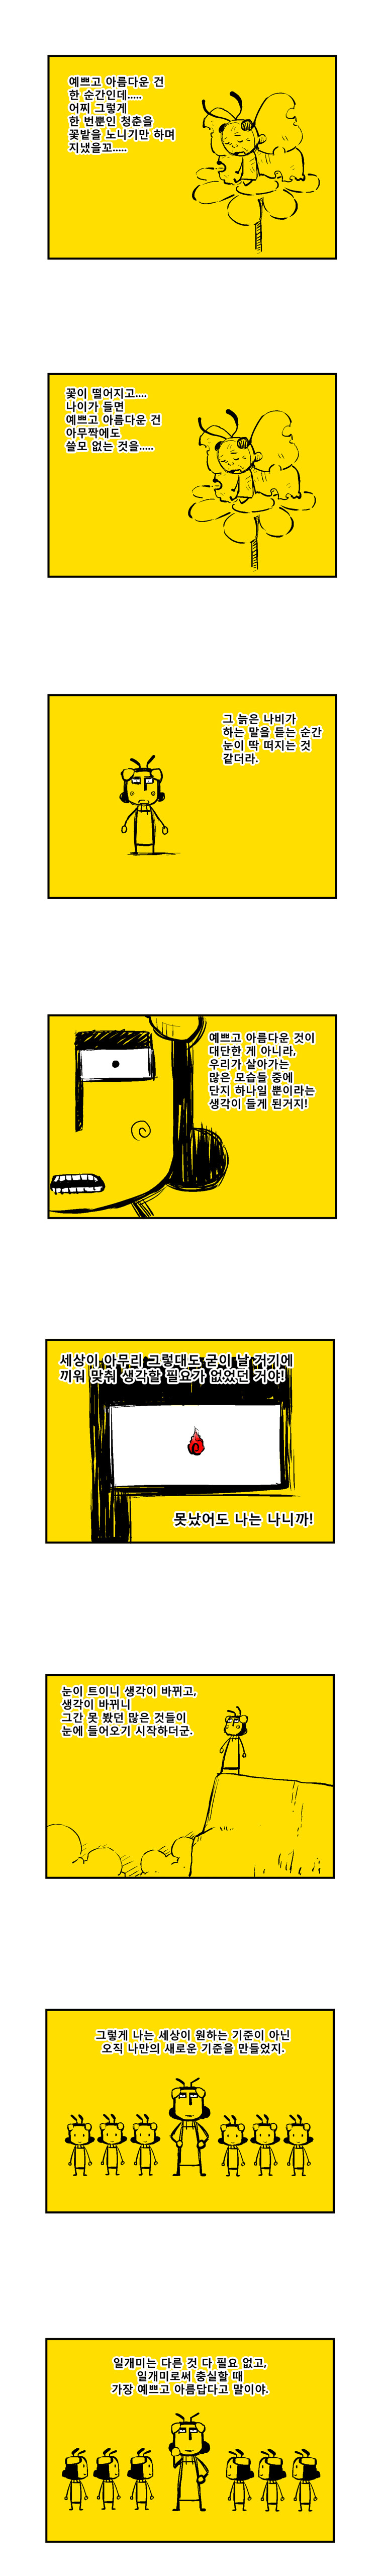 예쁘고 아름다운 건
한 순간인데.....
어찌 그렇게
한 번뿐인 청춘을
꽃밭을 노니기만 하며
지냈을꼬.....
꽃이 떨어지고....
나이가 들면
예쁘고 아름다운 건
아무짝에도
쓸모 없는 것을.....
그 늙은 나비가
하는 말을 듣는 순간
눈이 딱 떠지는 것
같더라.
예쁘고 아름다운 것이
대단한 게 아니라,
우리가 살아가는
많은 모습들 중에
단지 하나일 뿐이라는
생각이 들게 된거지!
세상이 아무리 그렇대도 굳이 날 거기에
끼워 맞춰 생각할 필요가 없었던 거야!
못났어도 나는 나니까!
눈이 트이니 생각이 바뀌고,
생각이 바뀌니
그간 못 봤던 많은 것들이
눈에 들어오기 시작하더군.
그렇게 나는 세상이 원하는 기준이 아닌
오직 나만의 새로운 기준을 만들었지.
일개미는 다른 것 다 필요 없고,
일개미로써 충실할 때
가장 예쁘고 아름답다고 말이야.